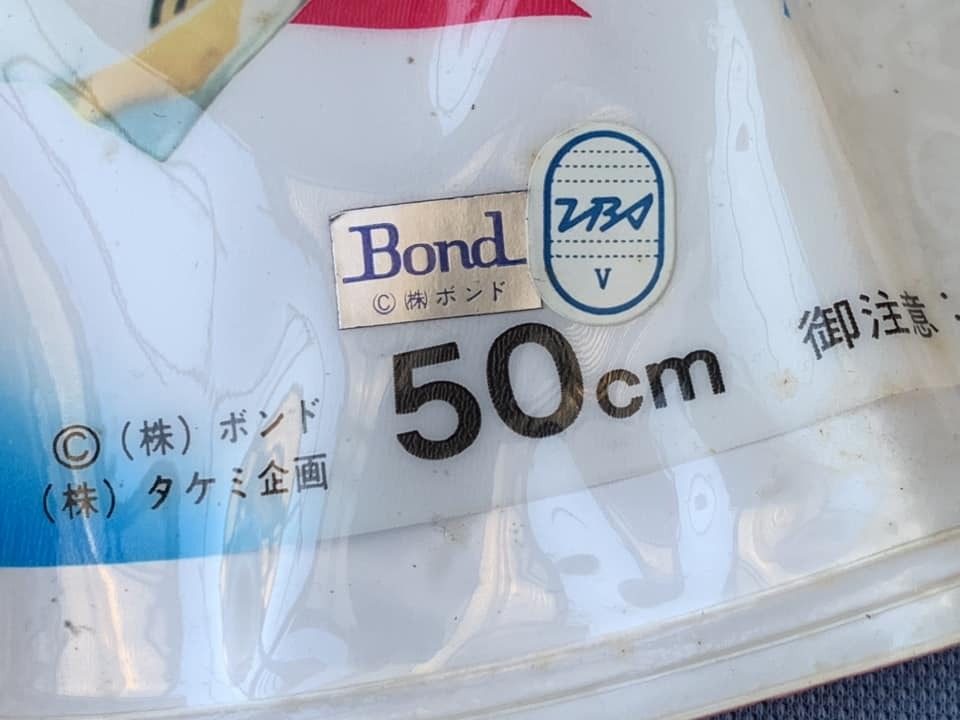 Bond
© ㈱ ボンド
ZBA
V
50cm
御注意:
© (株) ボンド
(株) タケミ企画